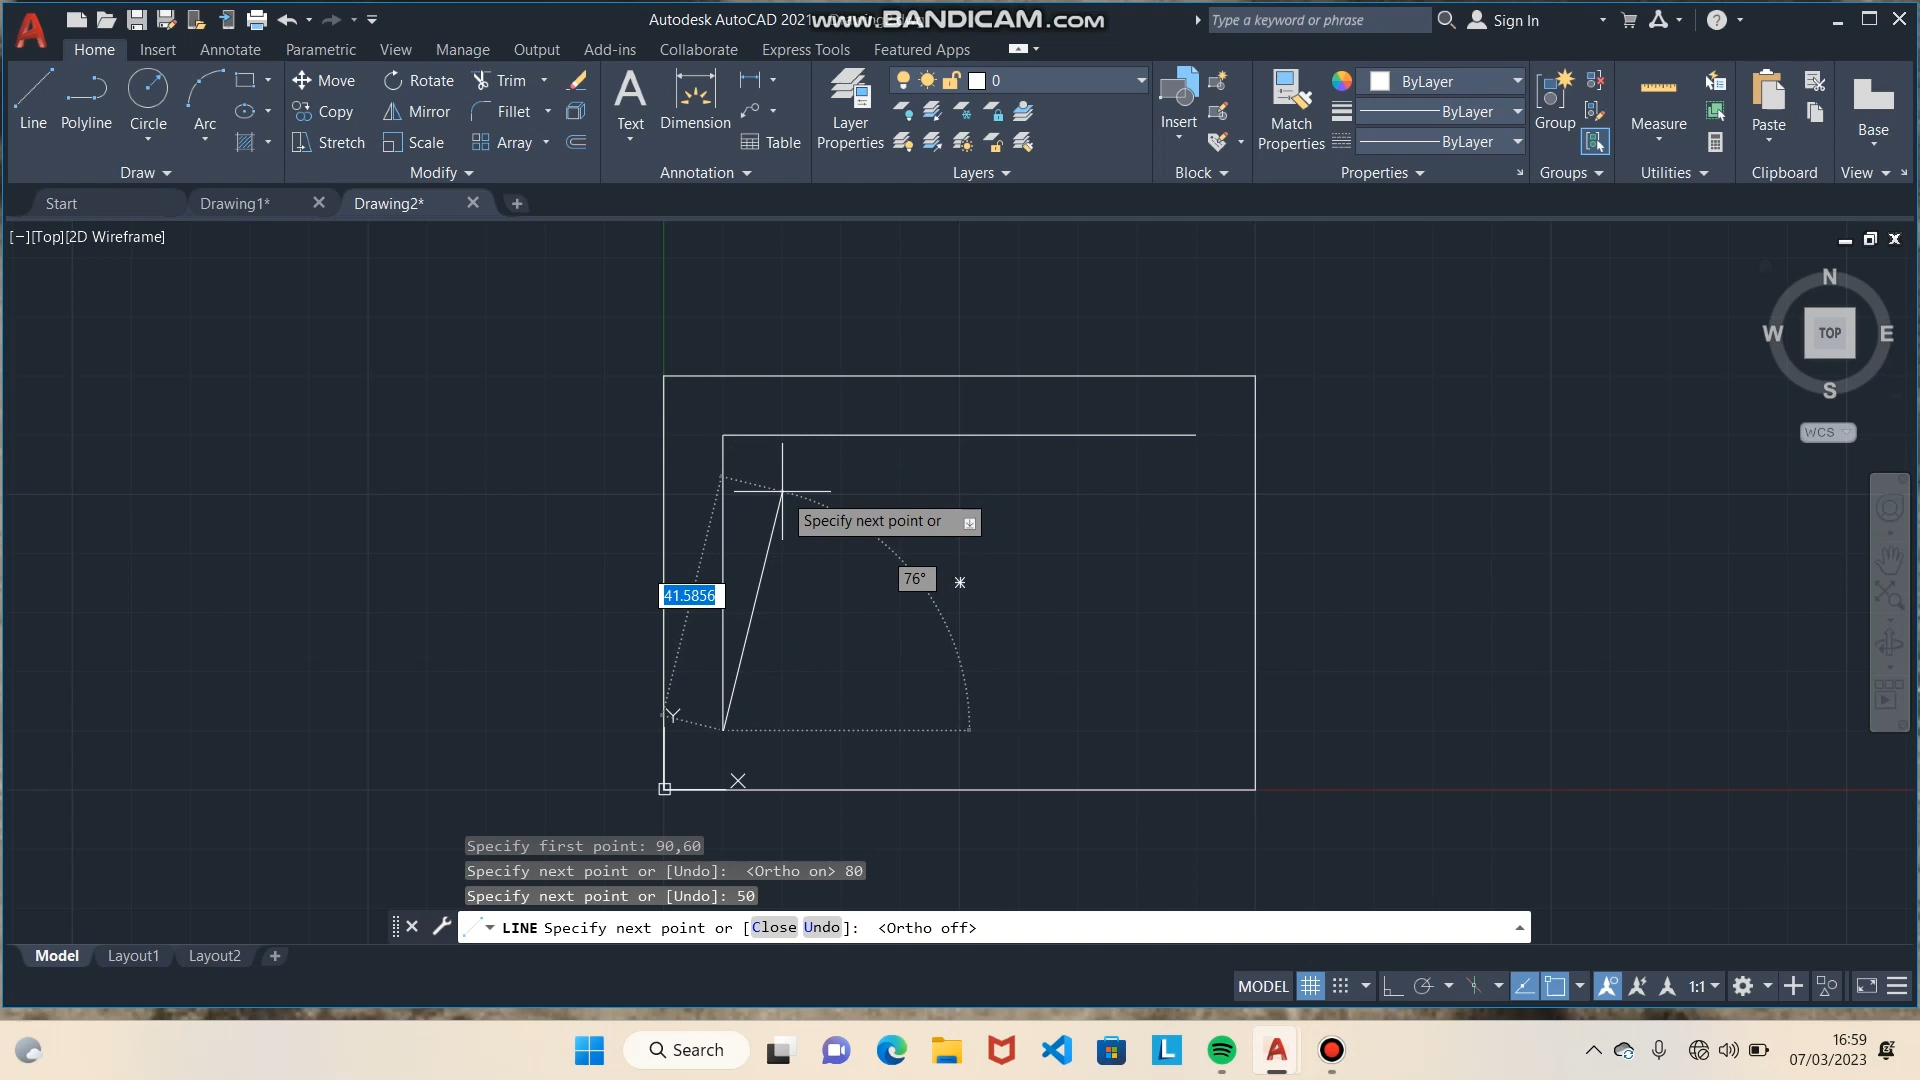 Autodesk AutoCAD 2021
www.BANDICAM.com
Type a keyword or phrase
Sign In
Home Insert Annotate Parametric View Manage Output Add-ins Collaborate Express Tools Featured Apps
Line Polyline Circle Arc
Move Rotate Trim
Copy Mirror Fillet
Stretch Scale Array
Text Dimension Table
Layer Properties
0
Insert
Match Properties
ByLayer
ByLayer
ByLayer
Group
Measure
Paste
Base
Draw Modify Annotation Layers Block Properties Groups Utilities Clipboard View
Start Drawing1* Drawing2*
[−][Top][2D Wireframe]
N
W TOP E
S
WCS
Specify next point or
76°
41.5856
Y
X
Specify first point: 90,60
Specify next point or [Undo]: <Ortho on> 80
Specify next point or [Undo]: 50
LINE Specify next point or [Close Undo]: <Ortho off>
Model Layout1 Layout2
MODEL 1:1
Search
16:59
07/03/2023